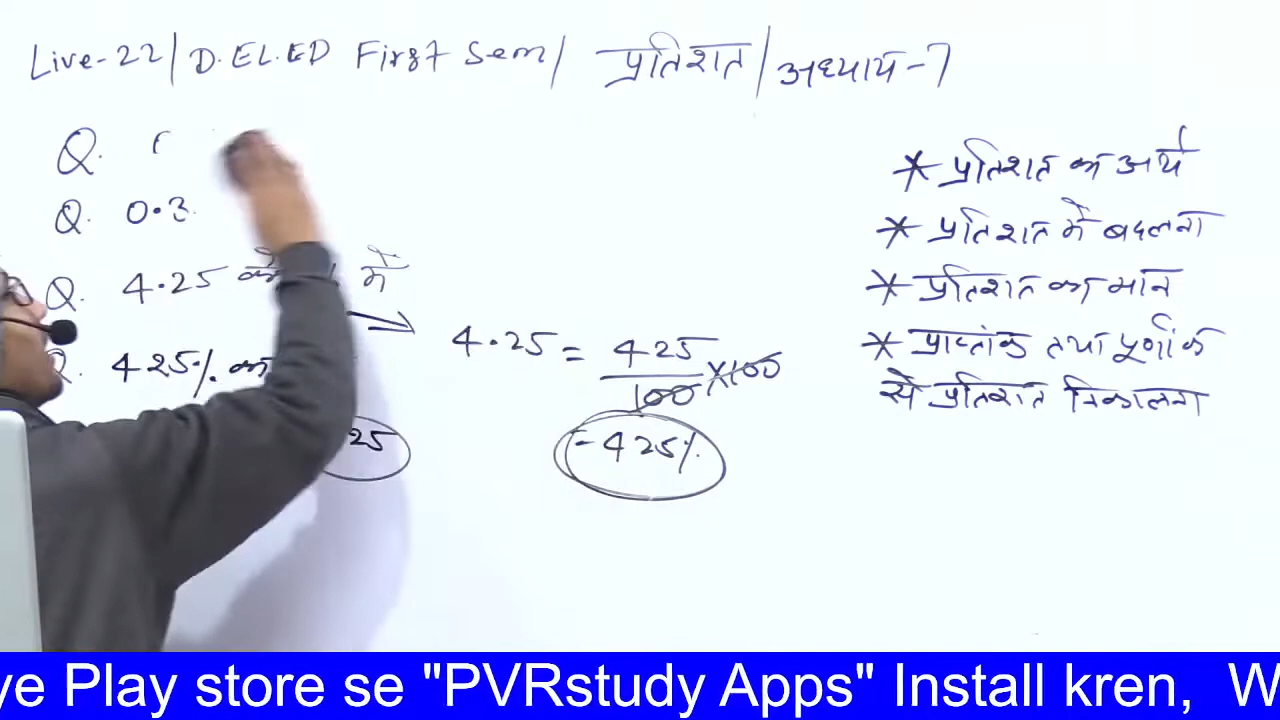 Live-22/ D.EL.ED First Sem/ प्रतिशत/ अध्याय-7
Q.
Q. 0.3
Q. 4.25 को में
Q. 425% का
25
4.25 = 425/100 ×100
= 425%
* प्रतिशत का अर्थ
* प्रतिशत में बदलना
* प्रतिशत का मान
* प्राप्तांक तथा पूर्णांक
से प्रतिशत निकालना
ye Play store se "PVRstudy Apps" Install kren, W